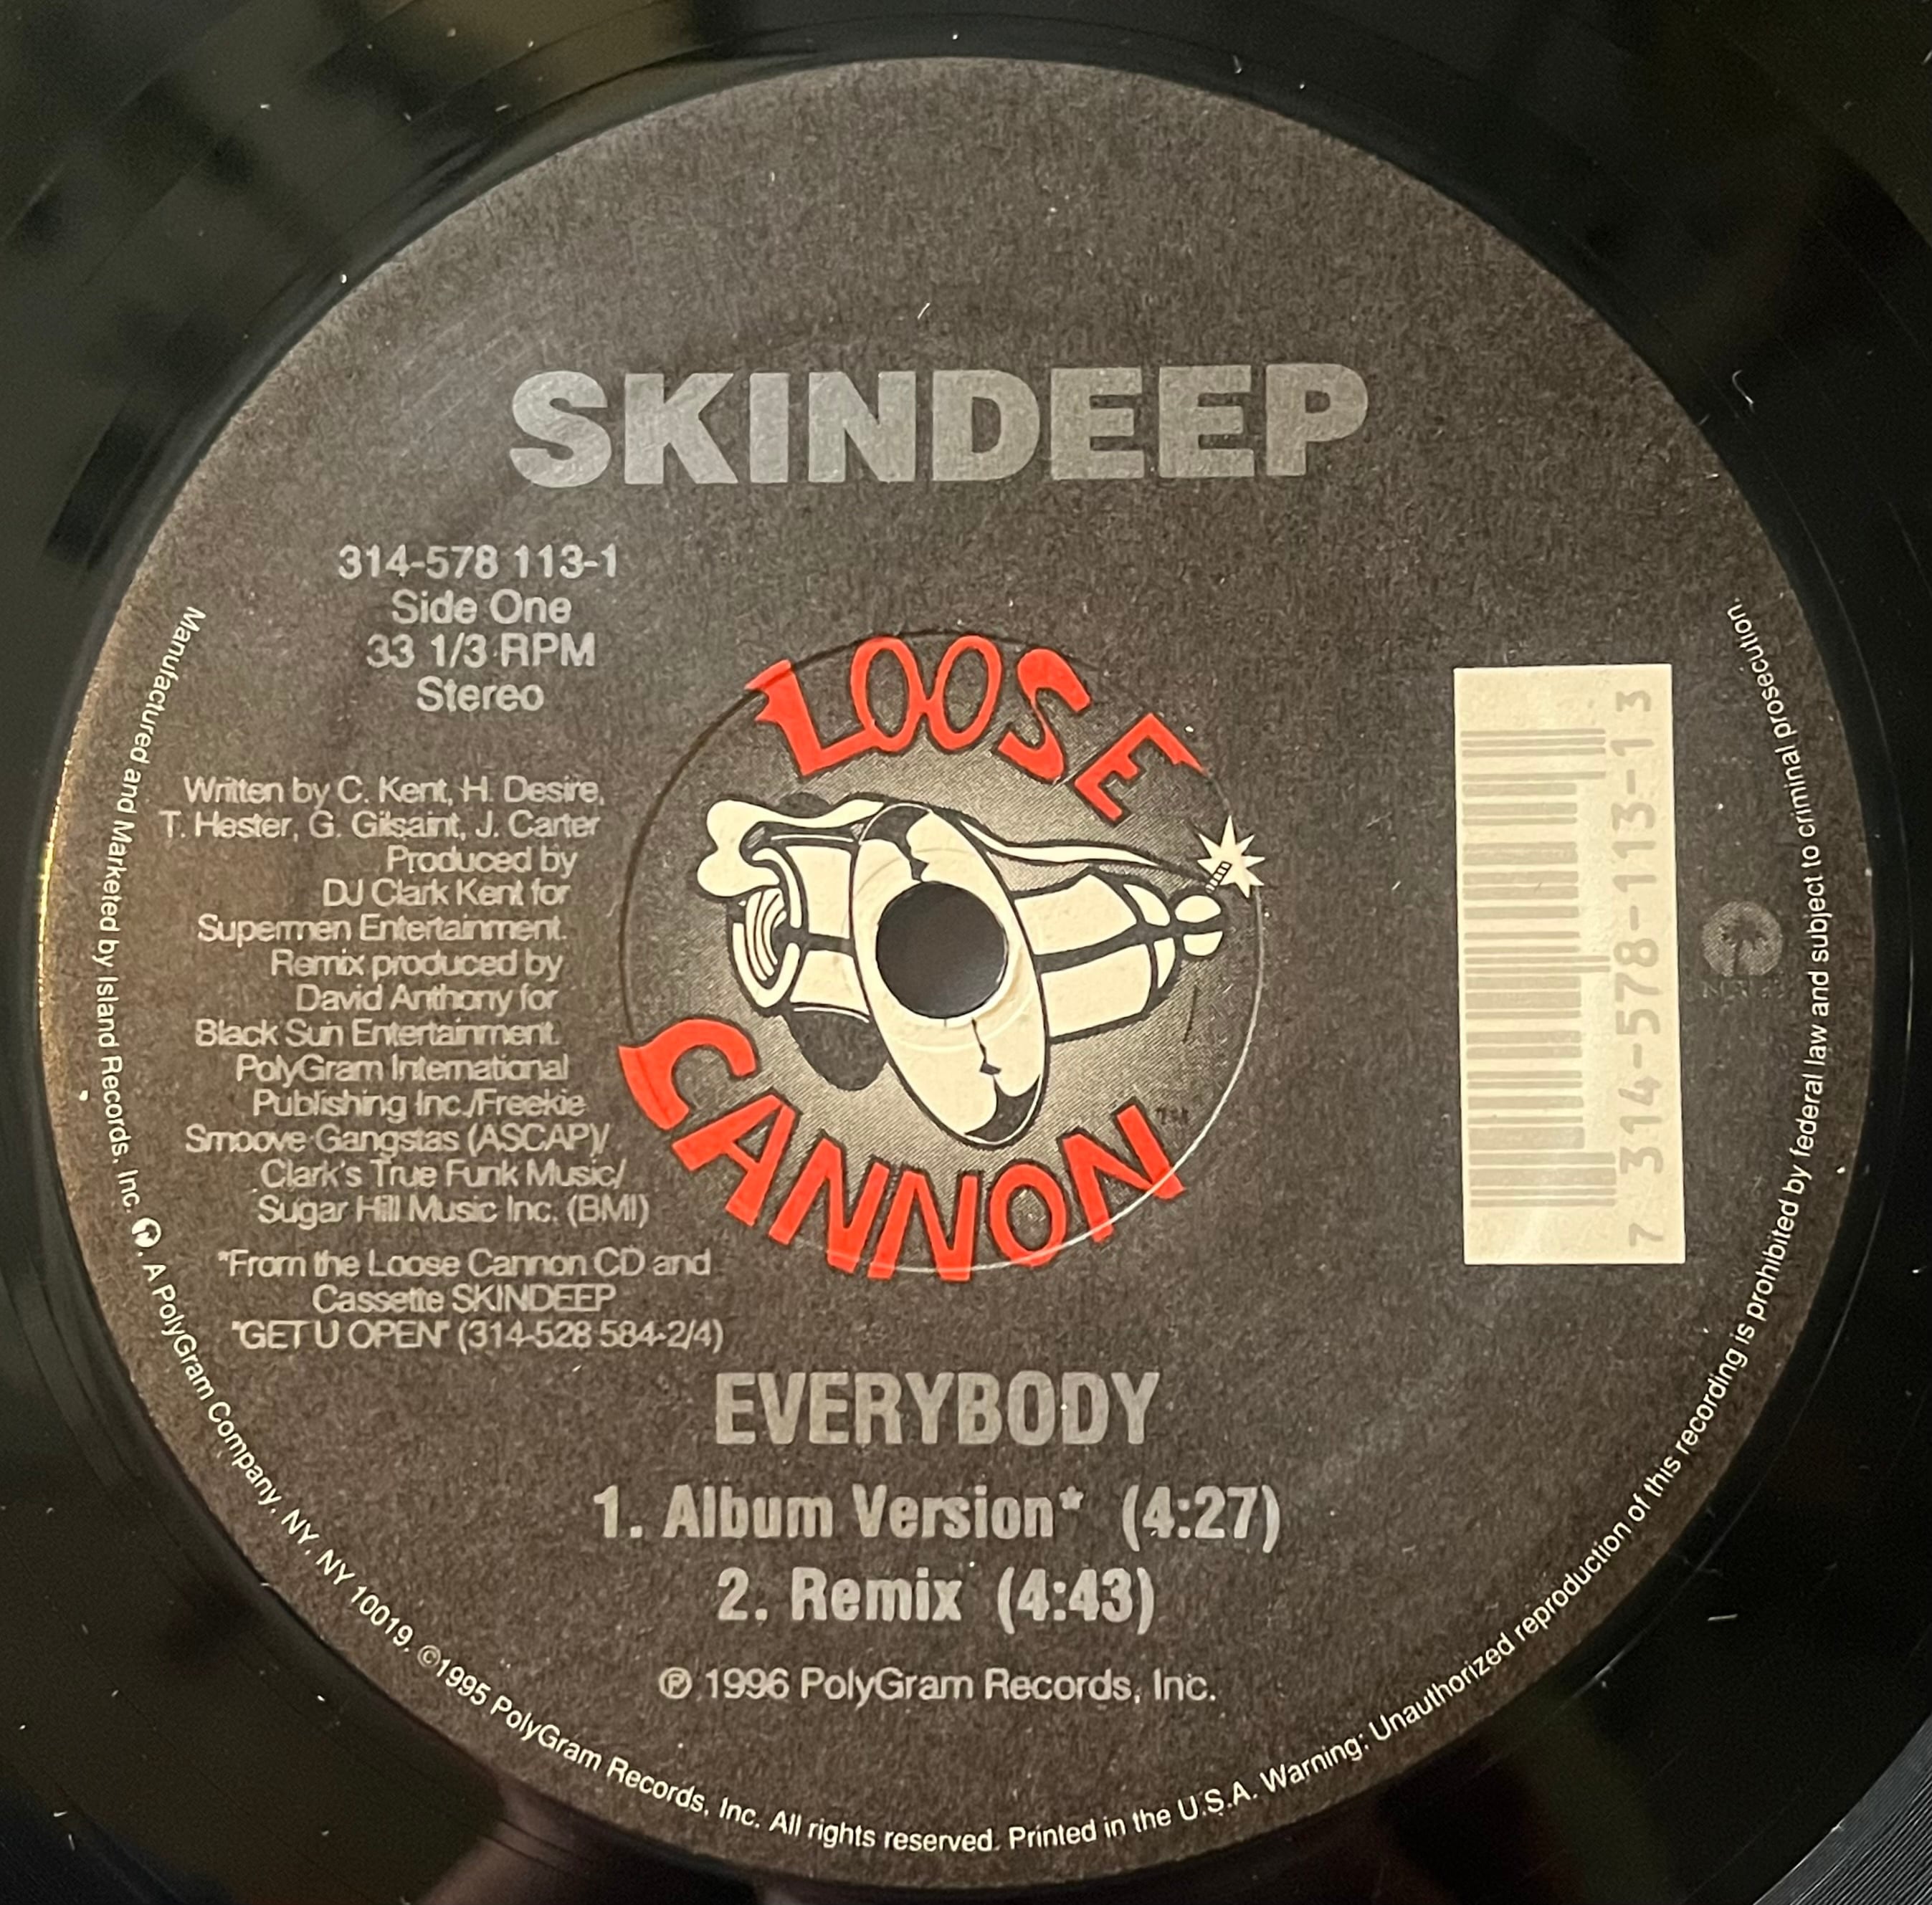 SKINDEEP
314-578 113-1
Side One
33 1/3 RPM
Stereo
Written by C. Kent, H. Desire,
T. Hester, G. Gilsaint, J. Carter
Produced by
DJ Clark Kent for
Supermen Entertainment.
Remix produced by
David Anthony for
Black Sun Entertainment.
PolyGram International
Publishing Inc./Freekie
Smoove Gangstas (ASCAP)/
Clark's True Funk Music/
Sugar Hill Music Inc. (BMI)
*From the Loose Cannon CD and
Cassette SKINDEEP
"GET U OPEN" (314-528 584-2/4)
LOOSE
CANNON
TM
7 314-578-113-13
EVERYBODY
1. Album Version* (4:27)
2. Remix (4:43)
℗ 1996 PolyGram Records, Inc.
Manufactured and Marketed by Island Records, Inc. , A PolyGram Company, NY, NY 10019. ©1995 PolyGram Records, Inc. All rights reserved. Printed in the U.S.A. Warning: Unauthorized reproduction of this recording is prohibited by federal law and subject to criminal prosecution.